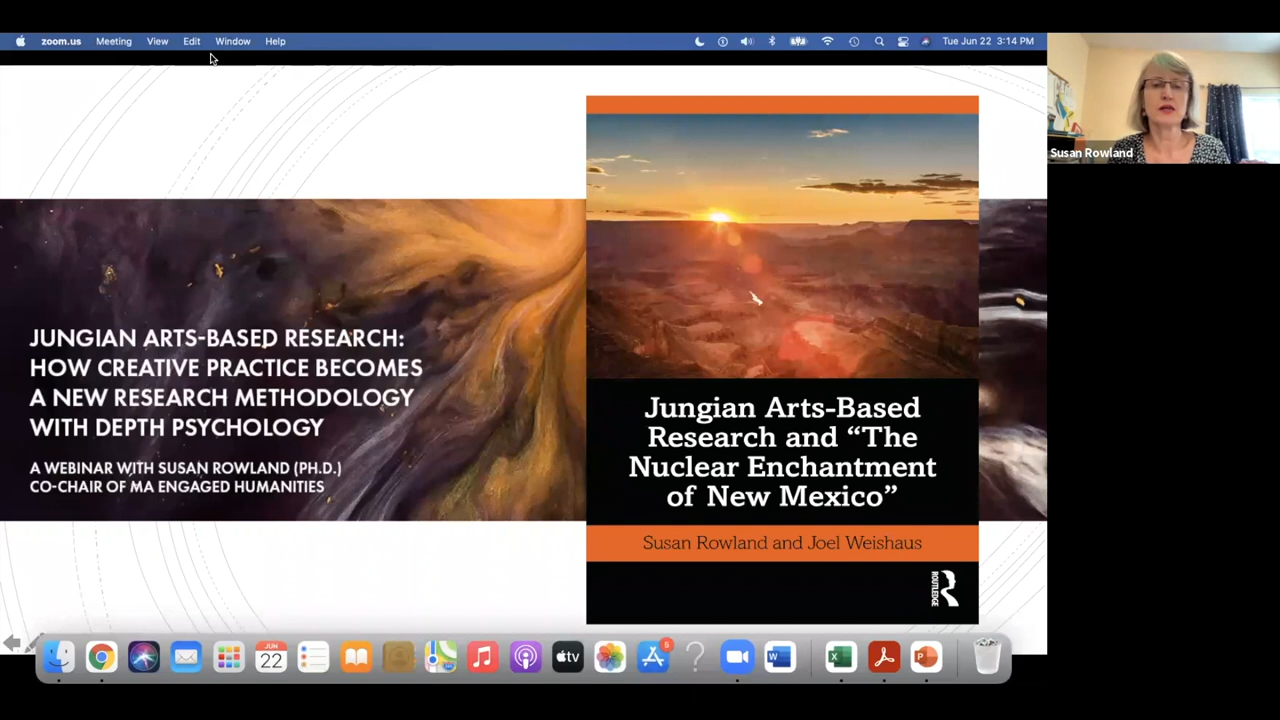 zoom.us Meeting View Edit Window Help
Tue Jun 22 3:14 PM
Susan Rowland
JUNGIAN ARTS-BASED RESEARCH:
HOW CREATIVE PRACTICE BECOMES
A NEW RESEARCH METHODOLOGY
WITH DEPTH PSYCHOLOGY
A WEBINAR WITH SUSAN ROWLAND (PH.D.)
CO-CHAIR OF MA ENGAGED HUMANITIES
Jungian Arts-Based
Research and “The
Nuclear Enchantment
of New Mexico”
Susan Rowland and Joel Weishaus
ROUTLEDGE
JUN
22
tv
5
?
W
X
P